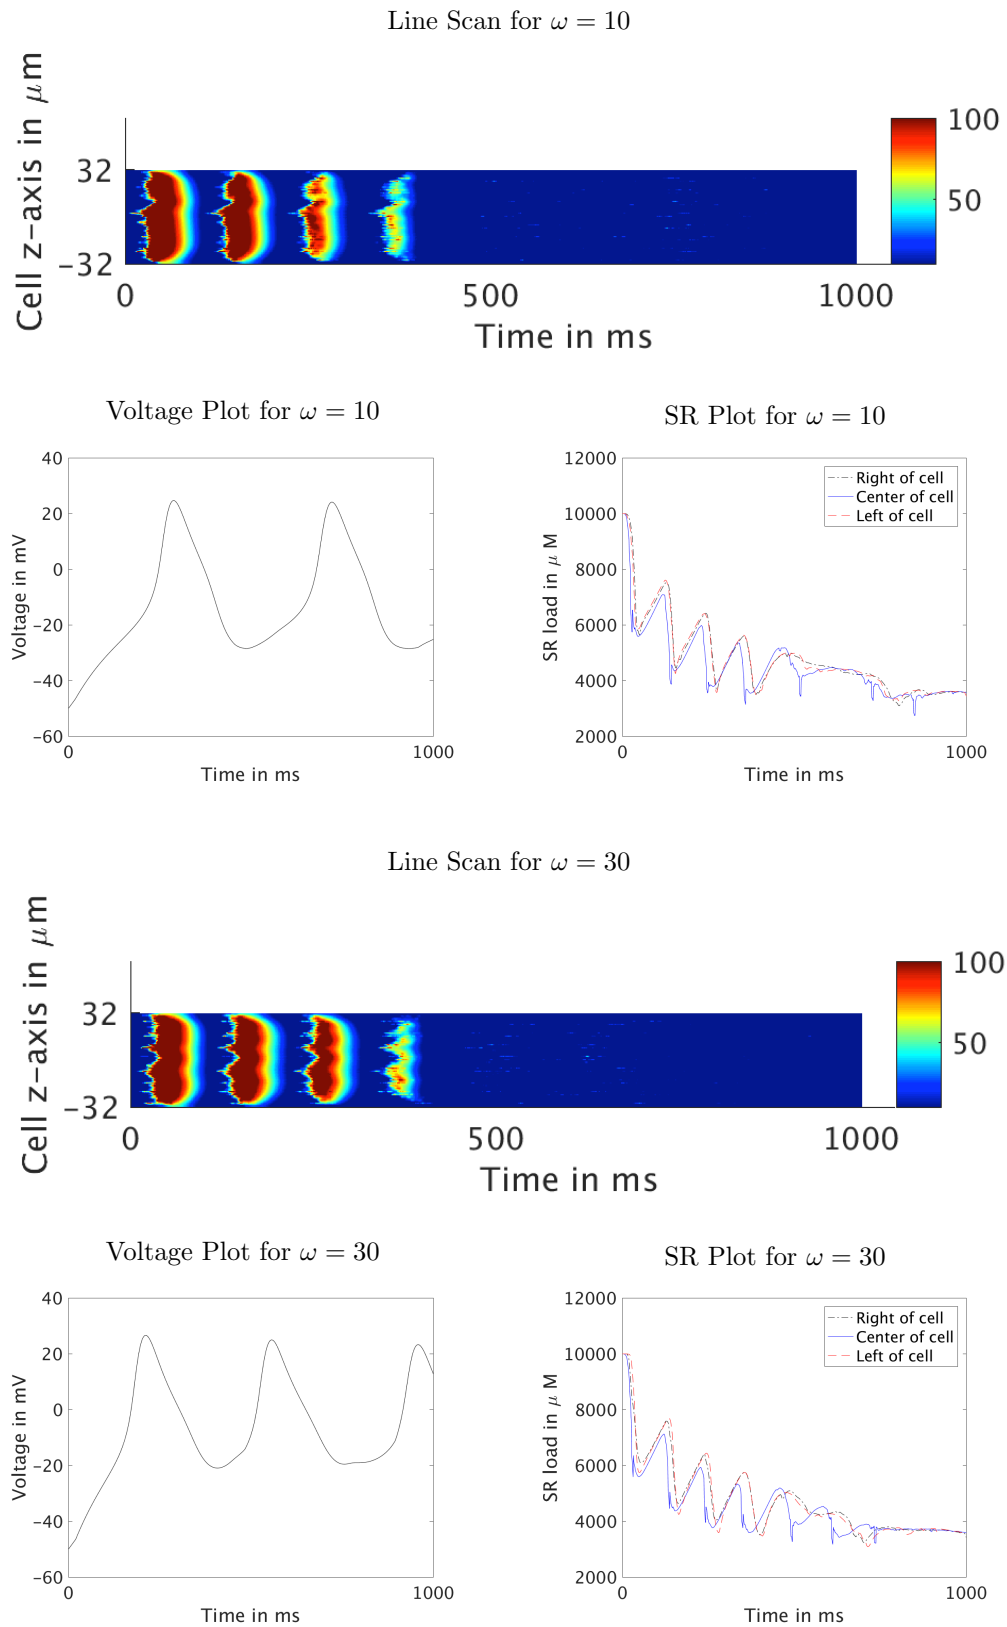 Line Scan for ω = 10
Cell z−axis in μm
32
−32
0
500
1000
Time in ms
100
50
Voltage Plot for ω = 10
Voltage in mV
40
20
0
−20
−40
−60
0
1000
Time in ms
SR Plot for ω = 10
SR load in μ M
12000
10000
8000
6000
4000
2000
0
1000
Time in ms
Right of cell
Center of cell
Left of cell
Line Scan for ω = 30
Cell z−axis in μm
32
−32
0
500
1000
Time in ms
100
50
Voltage Plot for ω = 30
Voltage in mV
40
20
0
−20
−40
−60
0
1000
Time in ms
SR Plot for ω = 30
SR load in μ M
12000
10000
8000
6000
4000
2000
0
1000
Time in ms
Right of cell
Center of cell
Left of cell